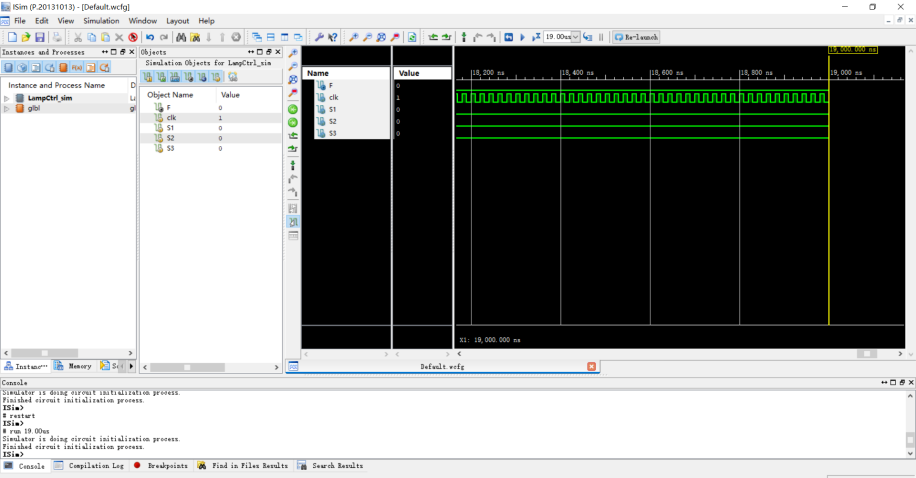 ISim (P.20131013) - [Default.wcfg]
File Edit View Simulation Window Layout Help
19.00us Re-launch
Instances and Processes
Objects
Simulation Objects for LampCtrl_sim
Instance and Process Name D
LampCtrl_sim
glbl gl
Object Name Value
F 0
clk 1
S1 0
S2 0
S3 0
Name Value
F 0
clk 1
S1 0
S2 0
S3 0
19,000.000 ns
18,200 ns 18,400 ns 18,600 ns 18,800 ns 19,000 ns
X1: 19,000.000 ns
Instanc... Memory
Default.wcfg
Console
Simulator is doing circuit initialization process.
Finished circuit initialization process.
ISim>
# restart
ISim>
# run 19.00us
Simulator is doing circuit initialization process.
Finished circuit initialization process.
ISim>
Console Compilation Log Breakpoints Find in Files Results Search Results